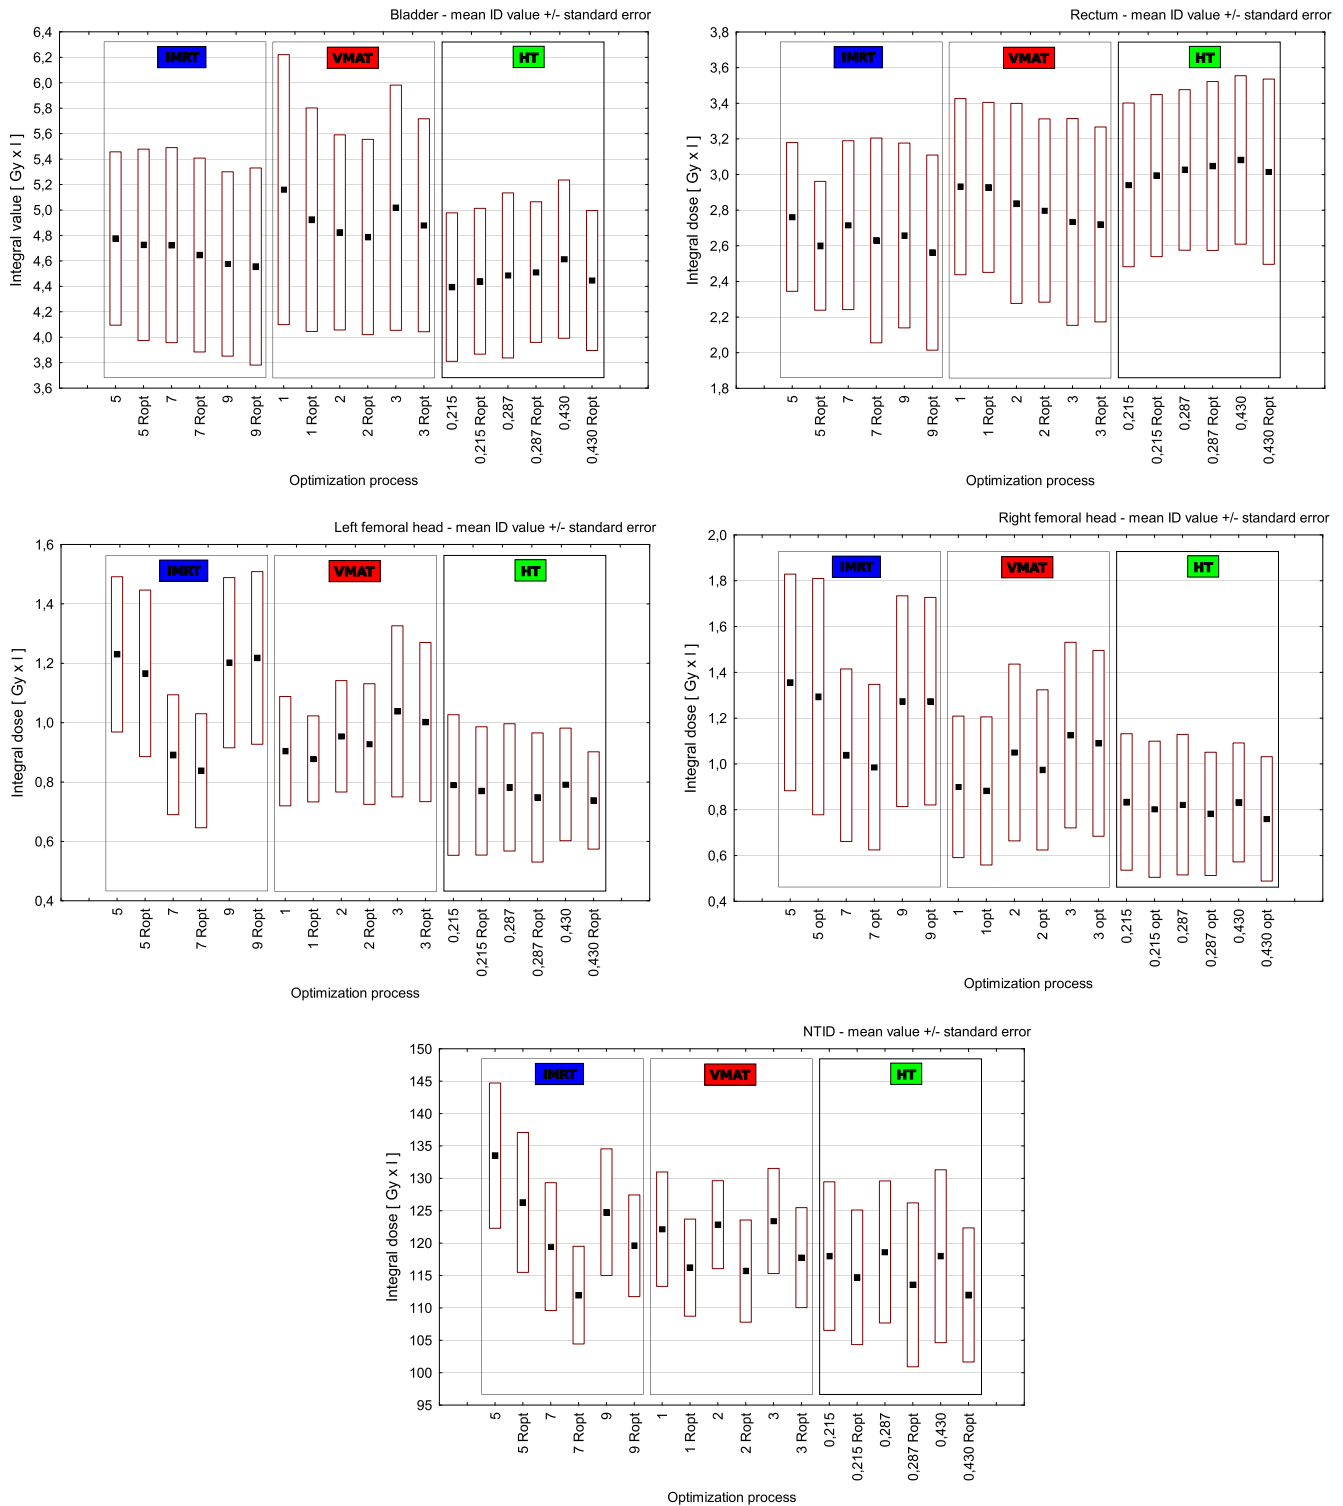 Bladder - mean ID value +/- standard error
6,4
6,2
6,0
5,8
5,6
5,4
5,2
5,0
4,8
4,6
4,4
4,2
4,0
3,8
3,6
Integral value [ Gy x l ]
IMRT
VMAT
HT
5
5 Ropt
7
7 Ropt
9
9 Ropt
1
1 Ropt
2
2 Ropt
3
3 Ropt
0,215
0,215 Ropt
0,287
0,287 Ropt
0,430
0,430 Ropt
Optimization process
Rectum - mean ID value +/- standard error
3,8
3,6
3,4
3,2
3,0
2,8
2,6
2,4
2,2
2,0
1,8
Integral dose [ Gy x l ]
IMRT
VMAT
HT
5
5 Ropt
7
7 Ropt
9
9 Ropt
1
1 Ropt
2
2 Ropt
3
3 Ropt
0,215
0,215 Ropt
0,287
0,287 Ropt
0,430
0,430 Ropt
Optimization process
Left femoral head - mean ID value +/- standard error
1,6
1,4
1,2
1,0
0,8
0,6
0,4
Integral dose [ Gy x l ]
IMRT
VMAT
HT
5
5 Ropt
7
7 Ropt
9
9 Ropt
1
1 Ropt
2
2 Ropt
3
3 Ropt
0,215
0,215 Ropt
0,287
0,287 Ropt
0,430
0,430 Ropt
Optimization process
Right femoral head - mean ID value +/- standard error
2,0
1,8
1,6
1,4
1,2
1,0
0,8
0,6
0,4
Integral dose [ Gy x l ]
IMRT
VMAT
HT
5
5 opt
7
7 opt
9
9 opt
1
1opt
2
2 opt
3
3 opt
0,215
0,215 opt
0,287
0,287 opt
0,430
0,430 opt
Optimization process
NTID - mean value +/- standard error
150
145
140
135
130
125
120
115
110
105
100
95
Integral dose [ Gy x l ]
IMRT
VMAT
HT
5
5 Ropt
7
7 Ropt
9
9 Ropt
1
1 Ropt
2
2 Ropt
3
3 Ropt
0,215
0,215 Ropt
0,287
0,287 Ropt
0,430
0,430 Ropt
Optimization process